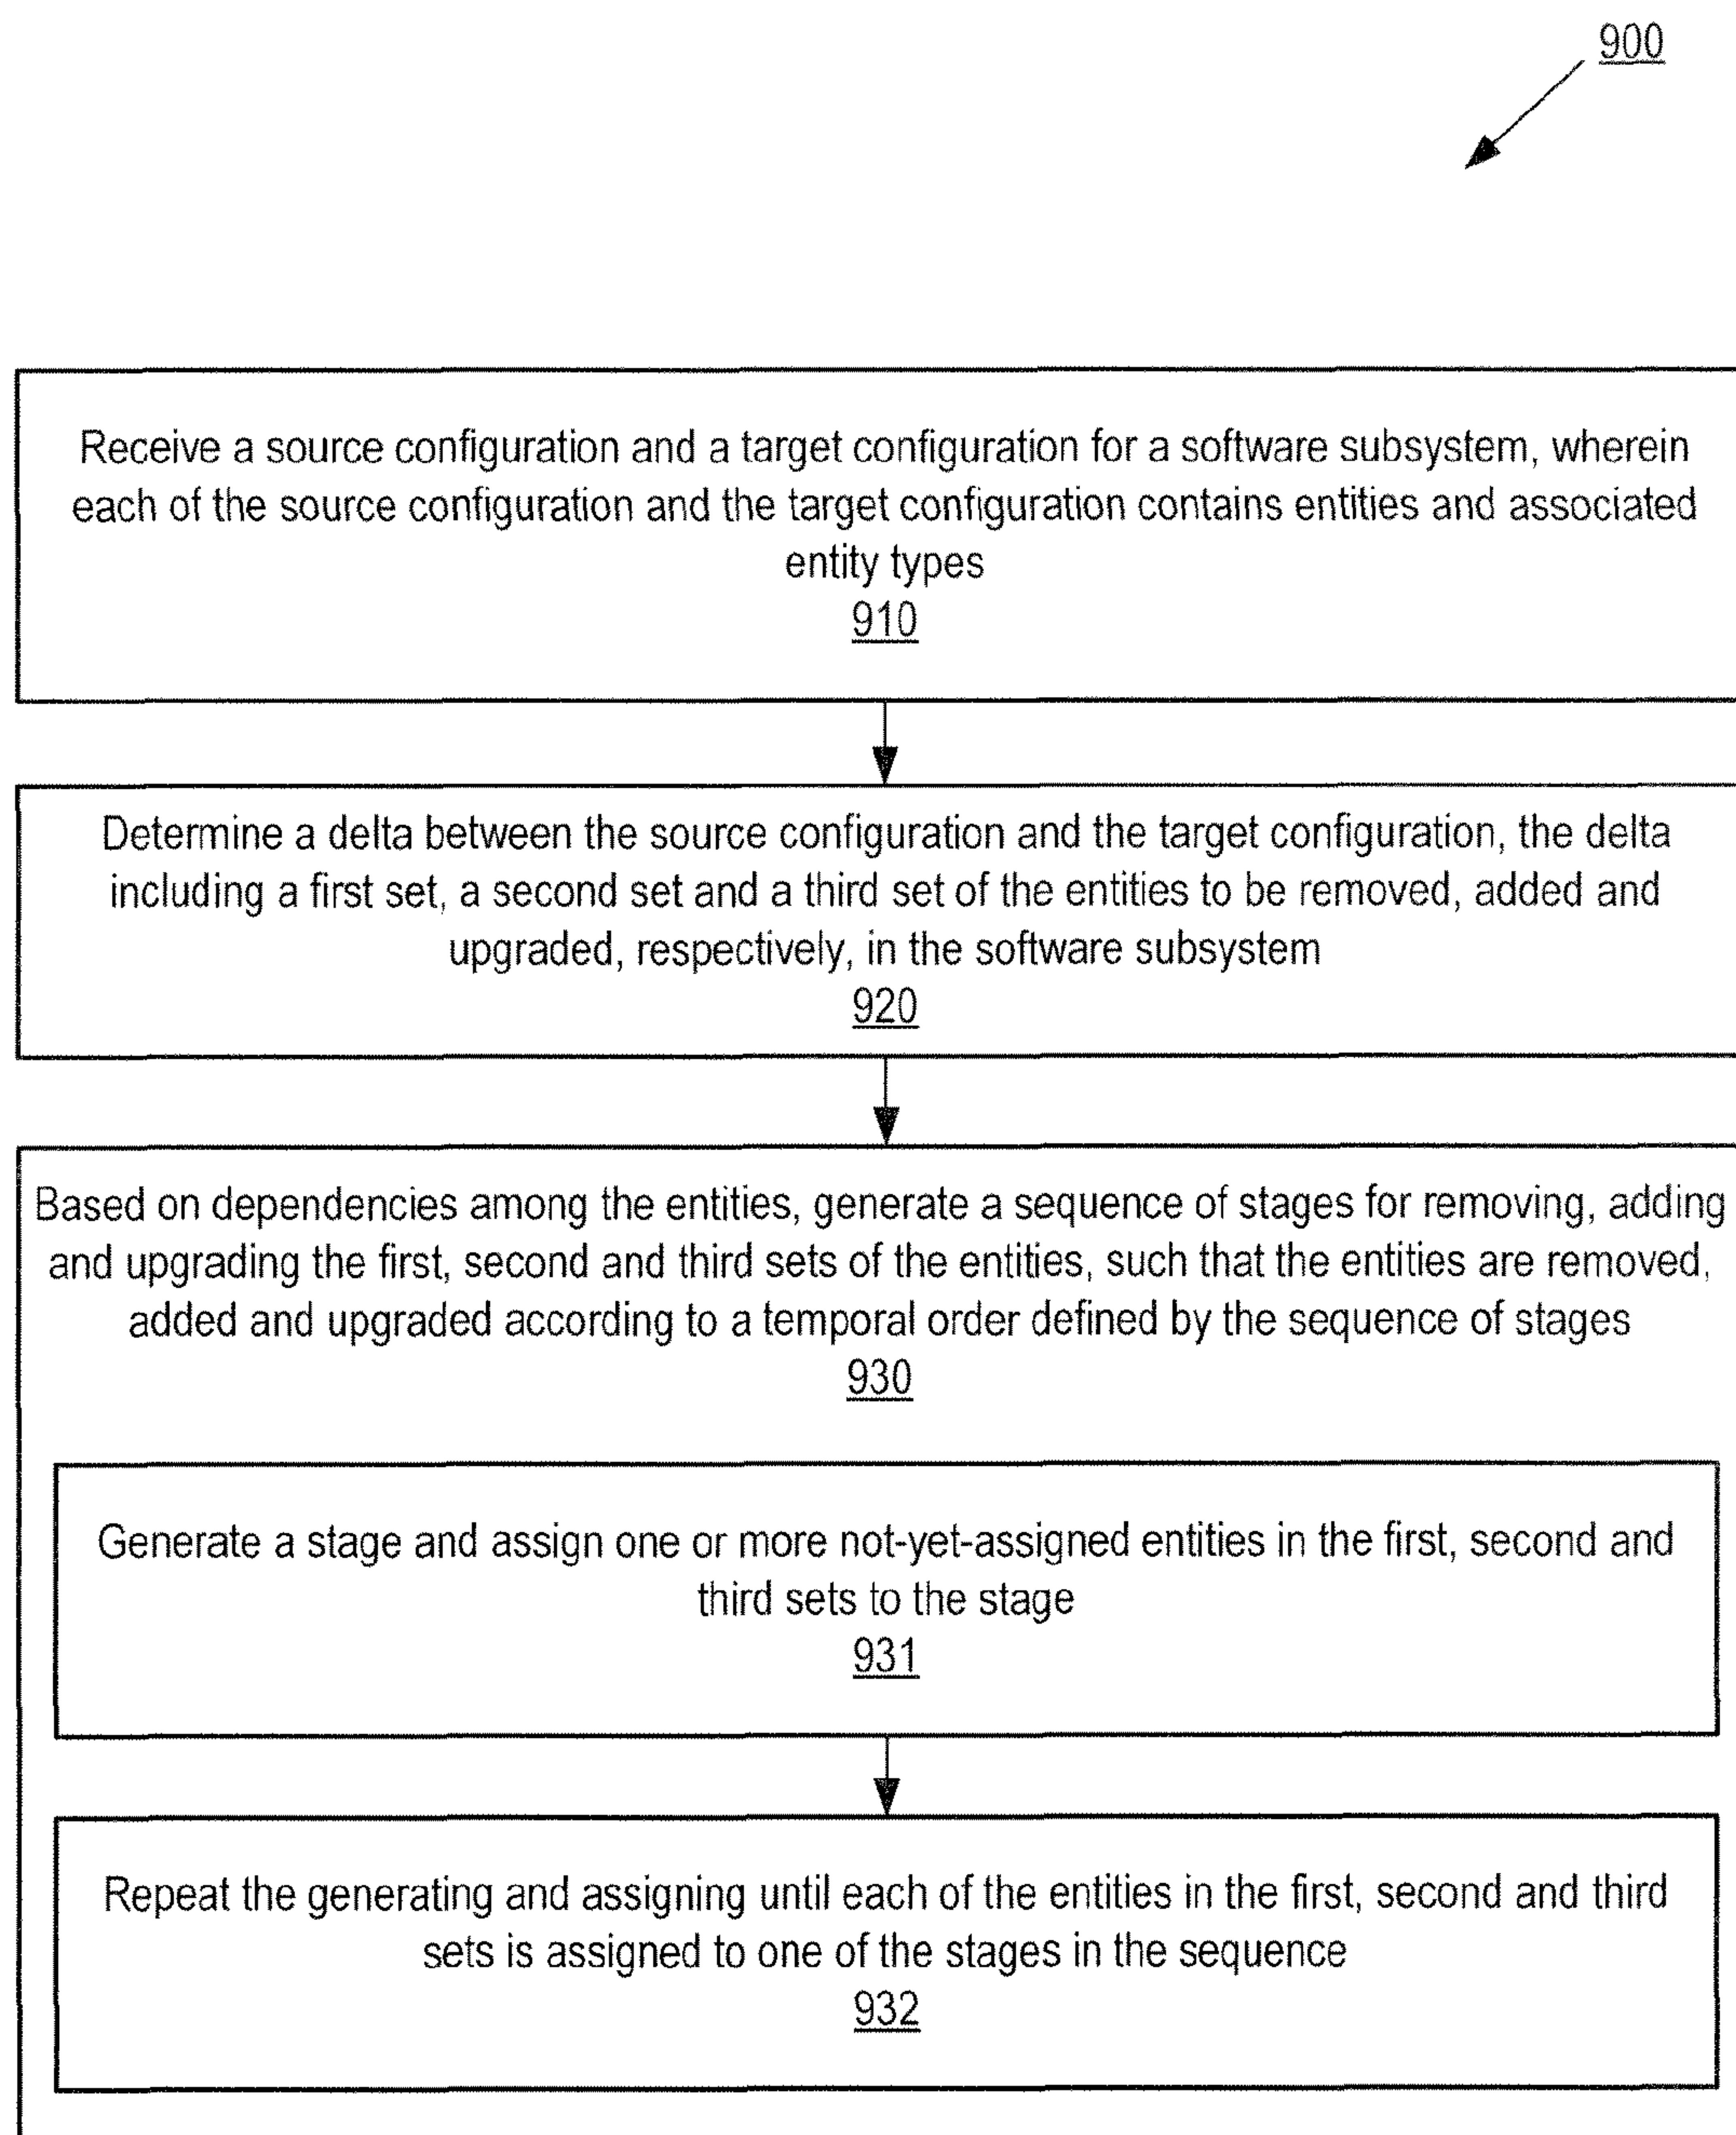 900
Receive a source configuration and a target configuration for a software subsystem, wherein
each of the source configuration and the target configuration contains entities and associated
entity types
910
Determine a delta between the source configuration and the target configuration, the delta
including a first set, a second set and a third set of the entities to be removed, added and
upgraded, respectively, in the software subsystem
920
Based on dependencies among the entities, generate a sequence of stages for removing, adding
and upgrading the first, second and third sets of the entities, such that the entities are removed,
added and upgraded according to a temporal order defined by the sequence of stages
930
Generate a stage and assign one or more not-yet-assigned entities in the first, second and
third sets to the stage
931
Repeat the generating and assigning until each of the entities in the first, second and third
sets is assigned to one of the stages in the sequence
932